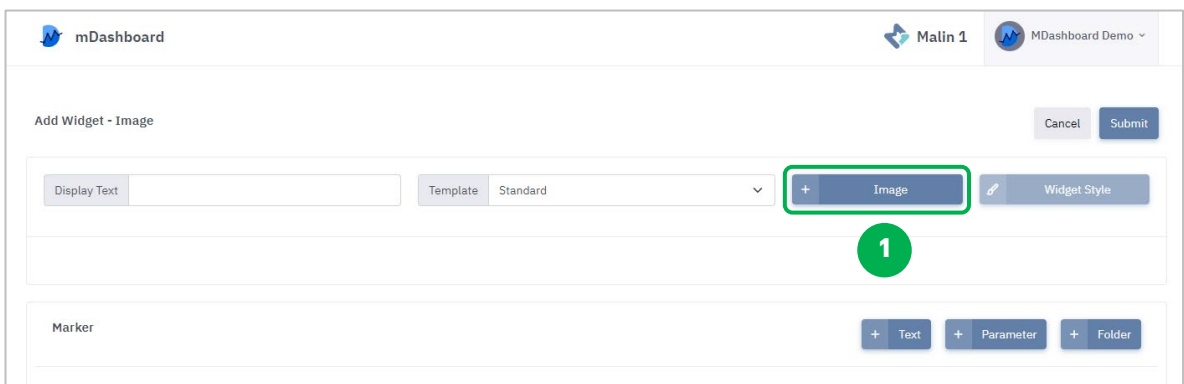 mDashboard
Malin 1
MDashboard Demo
Add Widget - Image
Cancel
Submit
Display Text
Template
Standard
+ Image
Widget Style
1
Marker
+ Text
+ Parameter
+ Folder